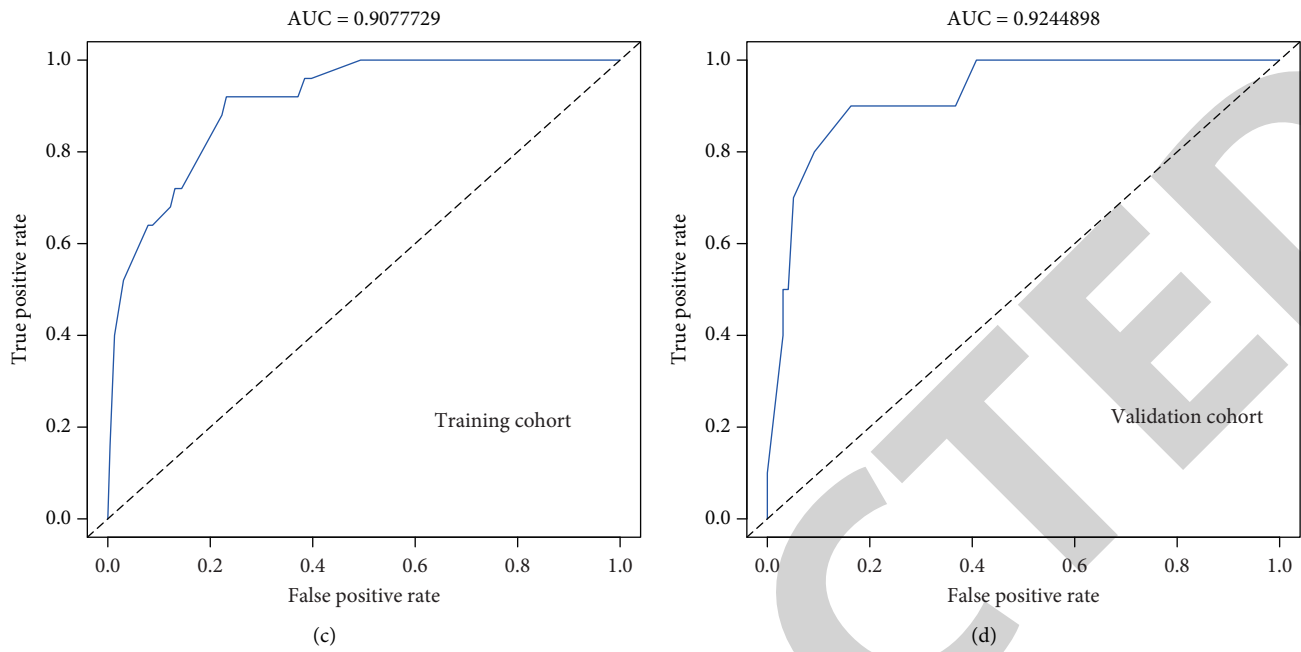 AUC = 0.9077729
1.0
0.8
0.6
0.4
0.2
0.0
True positive rate
Training cohort
0.0 0.2 0.4 0.6 0.8 1.0
False positive rate
(c)
AUC = 0.9244898
1.0
0.8
0.6
0.4
0.2
0.0
True positive rate
Validation cohort
0.0 0.2 0.4 0.6 0.8 1.0
False positive rate
(d)
CTED